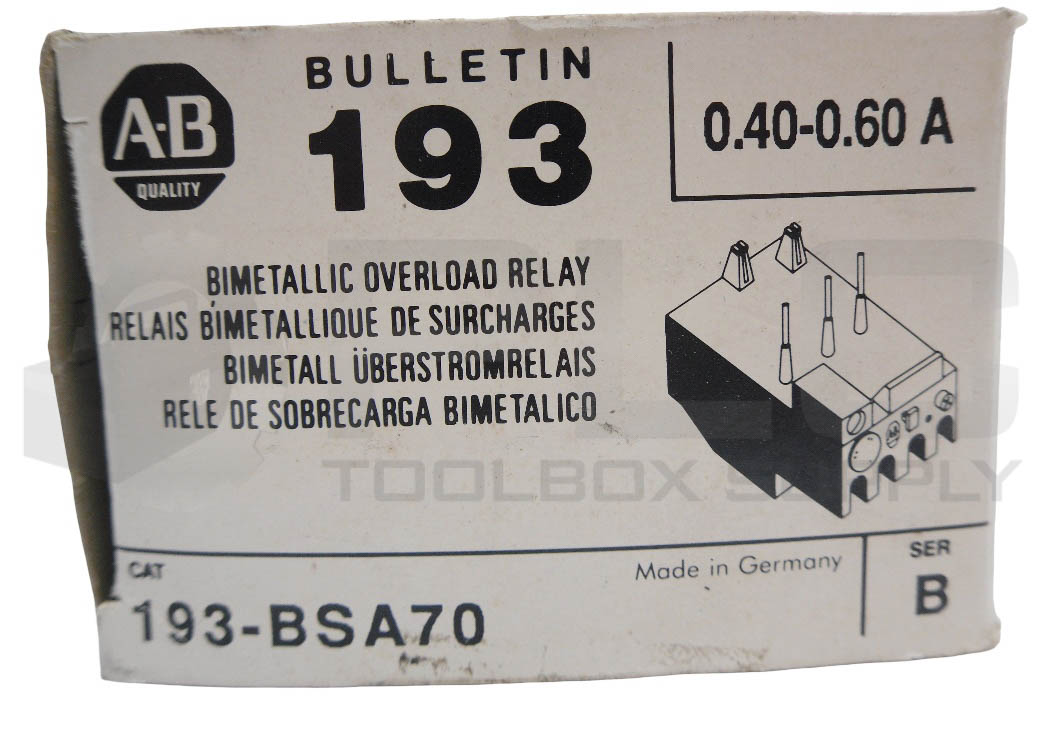 A-B
QUALITY
BULLETIN
193
0.40-0.60 A
BIMETALLIC OVERLOAD RELAY
RELAIS BIMETALLIQUE DE SURCHARGES
BIMETALL ÜBERSTROMRELAIS
RELE DE SOBRECARGA BIMETALICO
PLC
TOOLBOX SUPPLY
CAT
193-BSA70
Made in Germany
SER
B